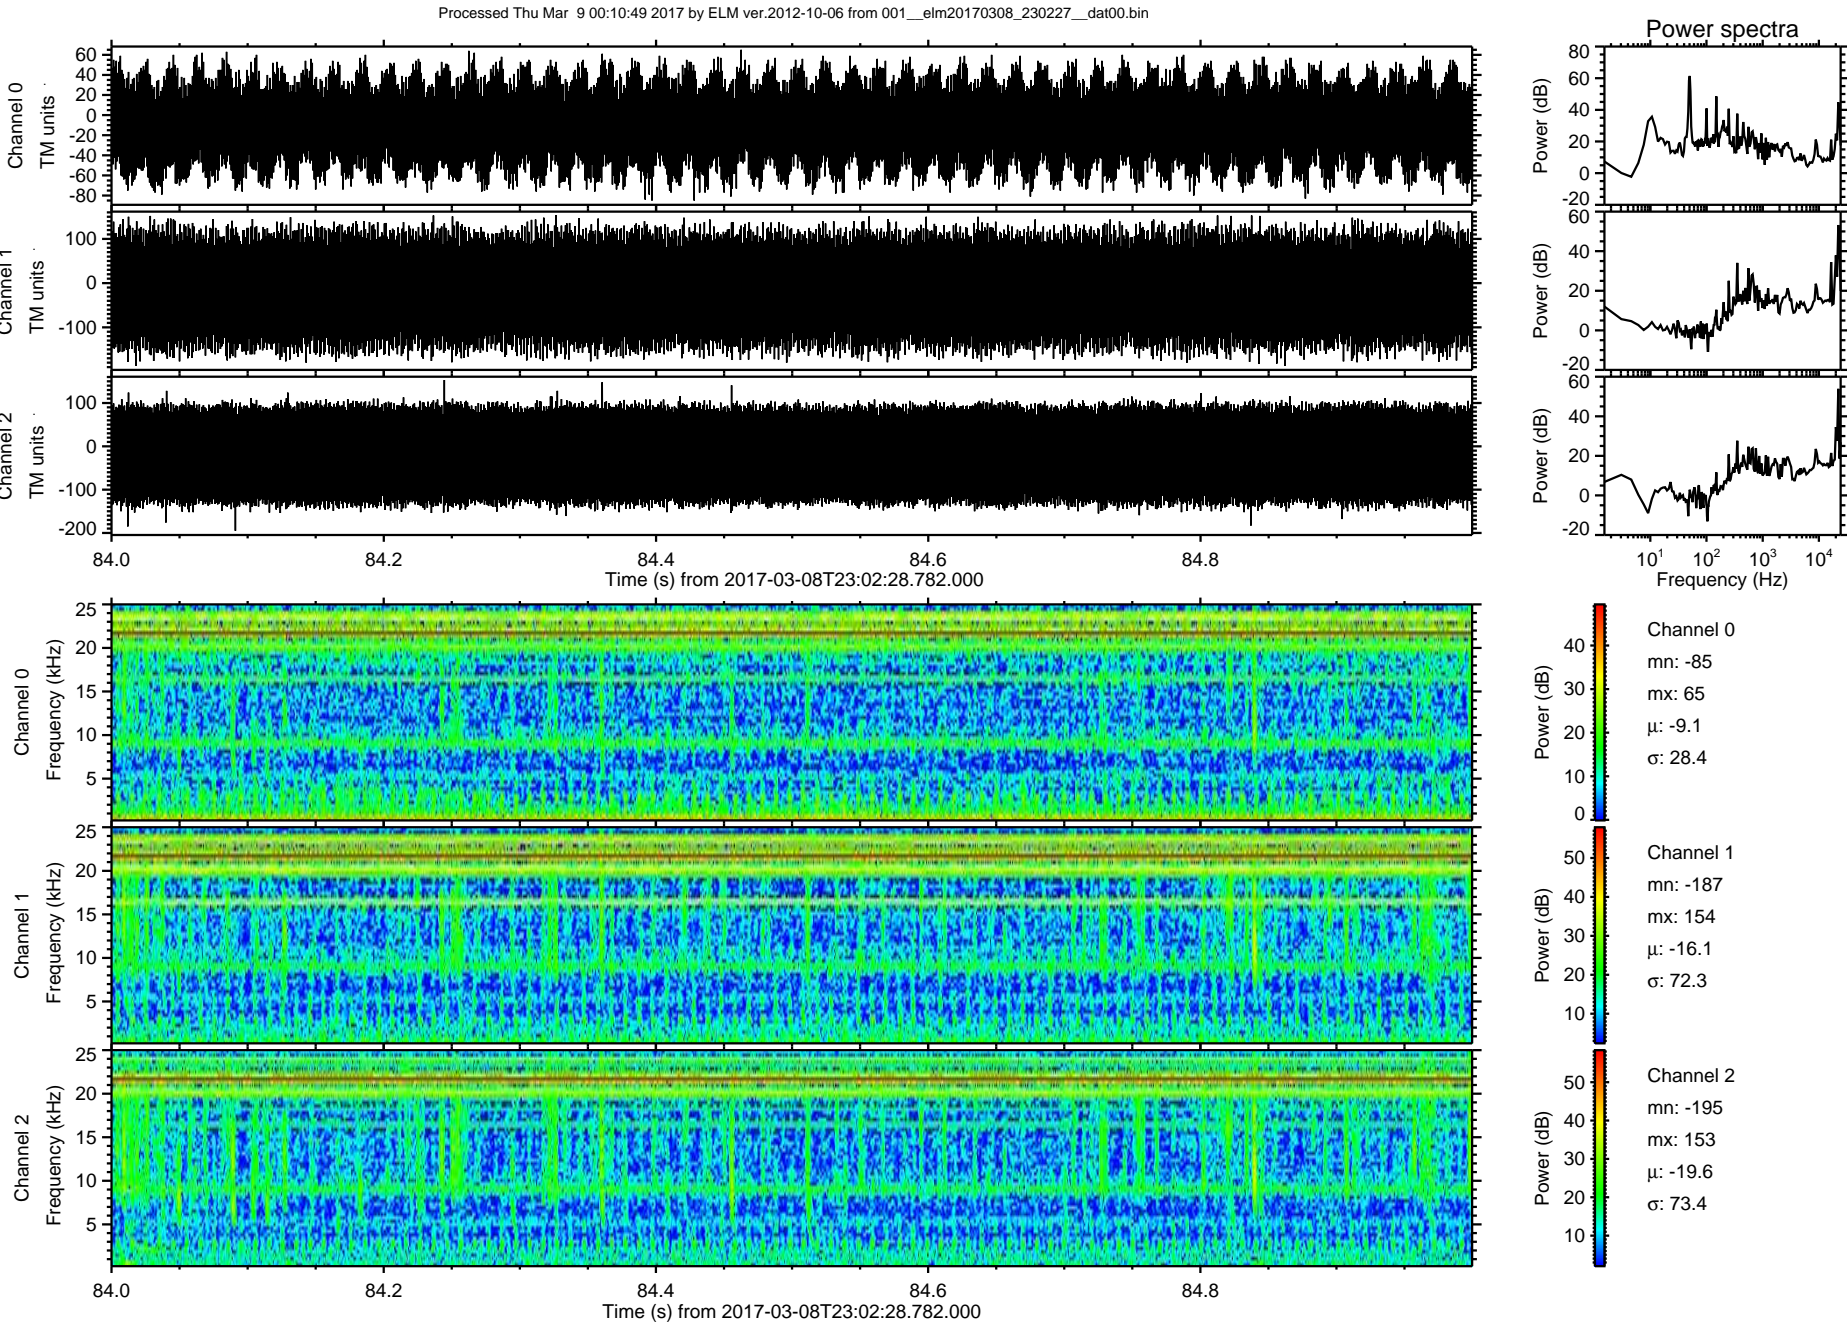 Processed Thu Mar 9 00:10:49 2017 by ELM ver.2012-10-06 from 001__elm20170308_230227__dat00.bin
Power spectra
Channel 0
TM units
60
40
20
0
-20
-40
-60
-80
Power (dB)
80
60
40
20
0
-20
Channel 1
TM units
100
0
-100
Power (dB)
60
40
20
0
-20
Channel 2
TM units
100
0
-100
-200
Power (dB)
60
40
20
0
-20
84.0 84.2 84.4 84.6 84.8
Time (s) from 2017-03-08T23:02:28.782.000
10^1 10^2 10^3 10^4
Frequency (Hz)
Channel 0
Frequency (kHz)
25
20
15
10
5
Power (dB)
40
30
20
10
0
Channel 0
mn: -85
mx: 65
μ: -9.1
σ: 28.4
Channel 1
Frequency (kHz)
25
20
15
10
5
Power (dB)
50
40
30
20
10
Channel 1
mn: -187
mx: 154
μ: -16.1
σ: 72.3
Channel 2
Frequency (kHz)
25
20
15
10
5
Power (dB)
50
40
30
20
10
Channel 2
mn: -195
mx: 153
μ: -19.6
σ: 73.4
84.0 84.2 84.4 84.6 84.8
Time (s) from 2017-03-08T23:02:28.782.000